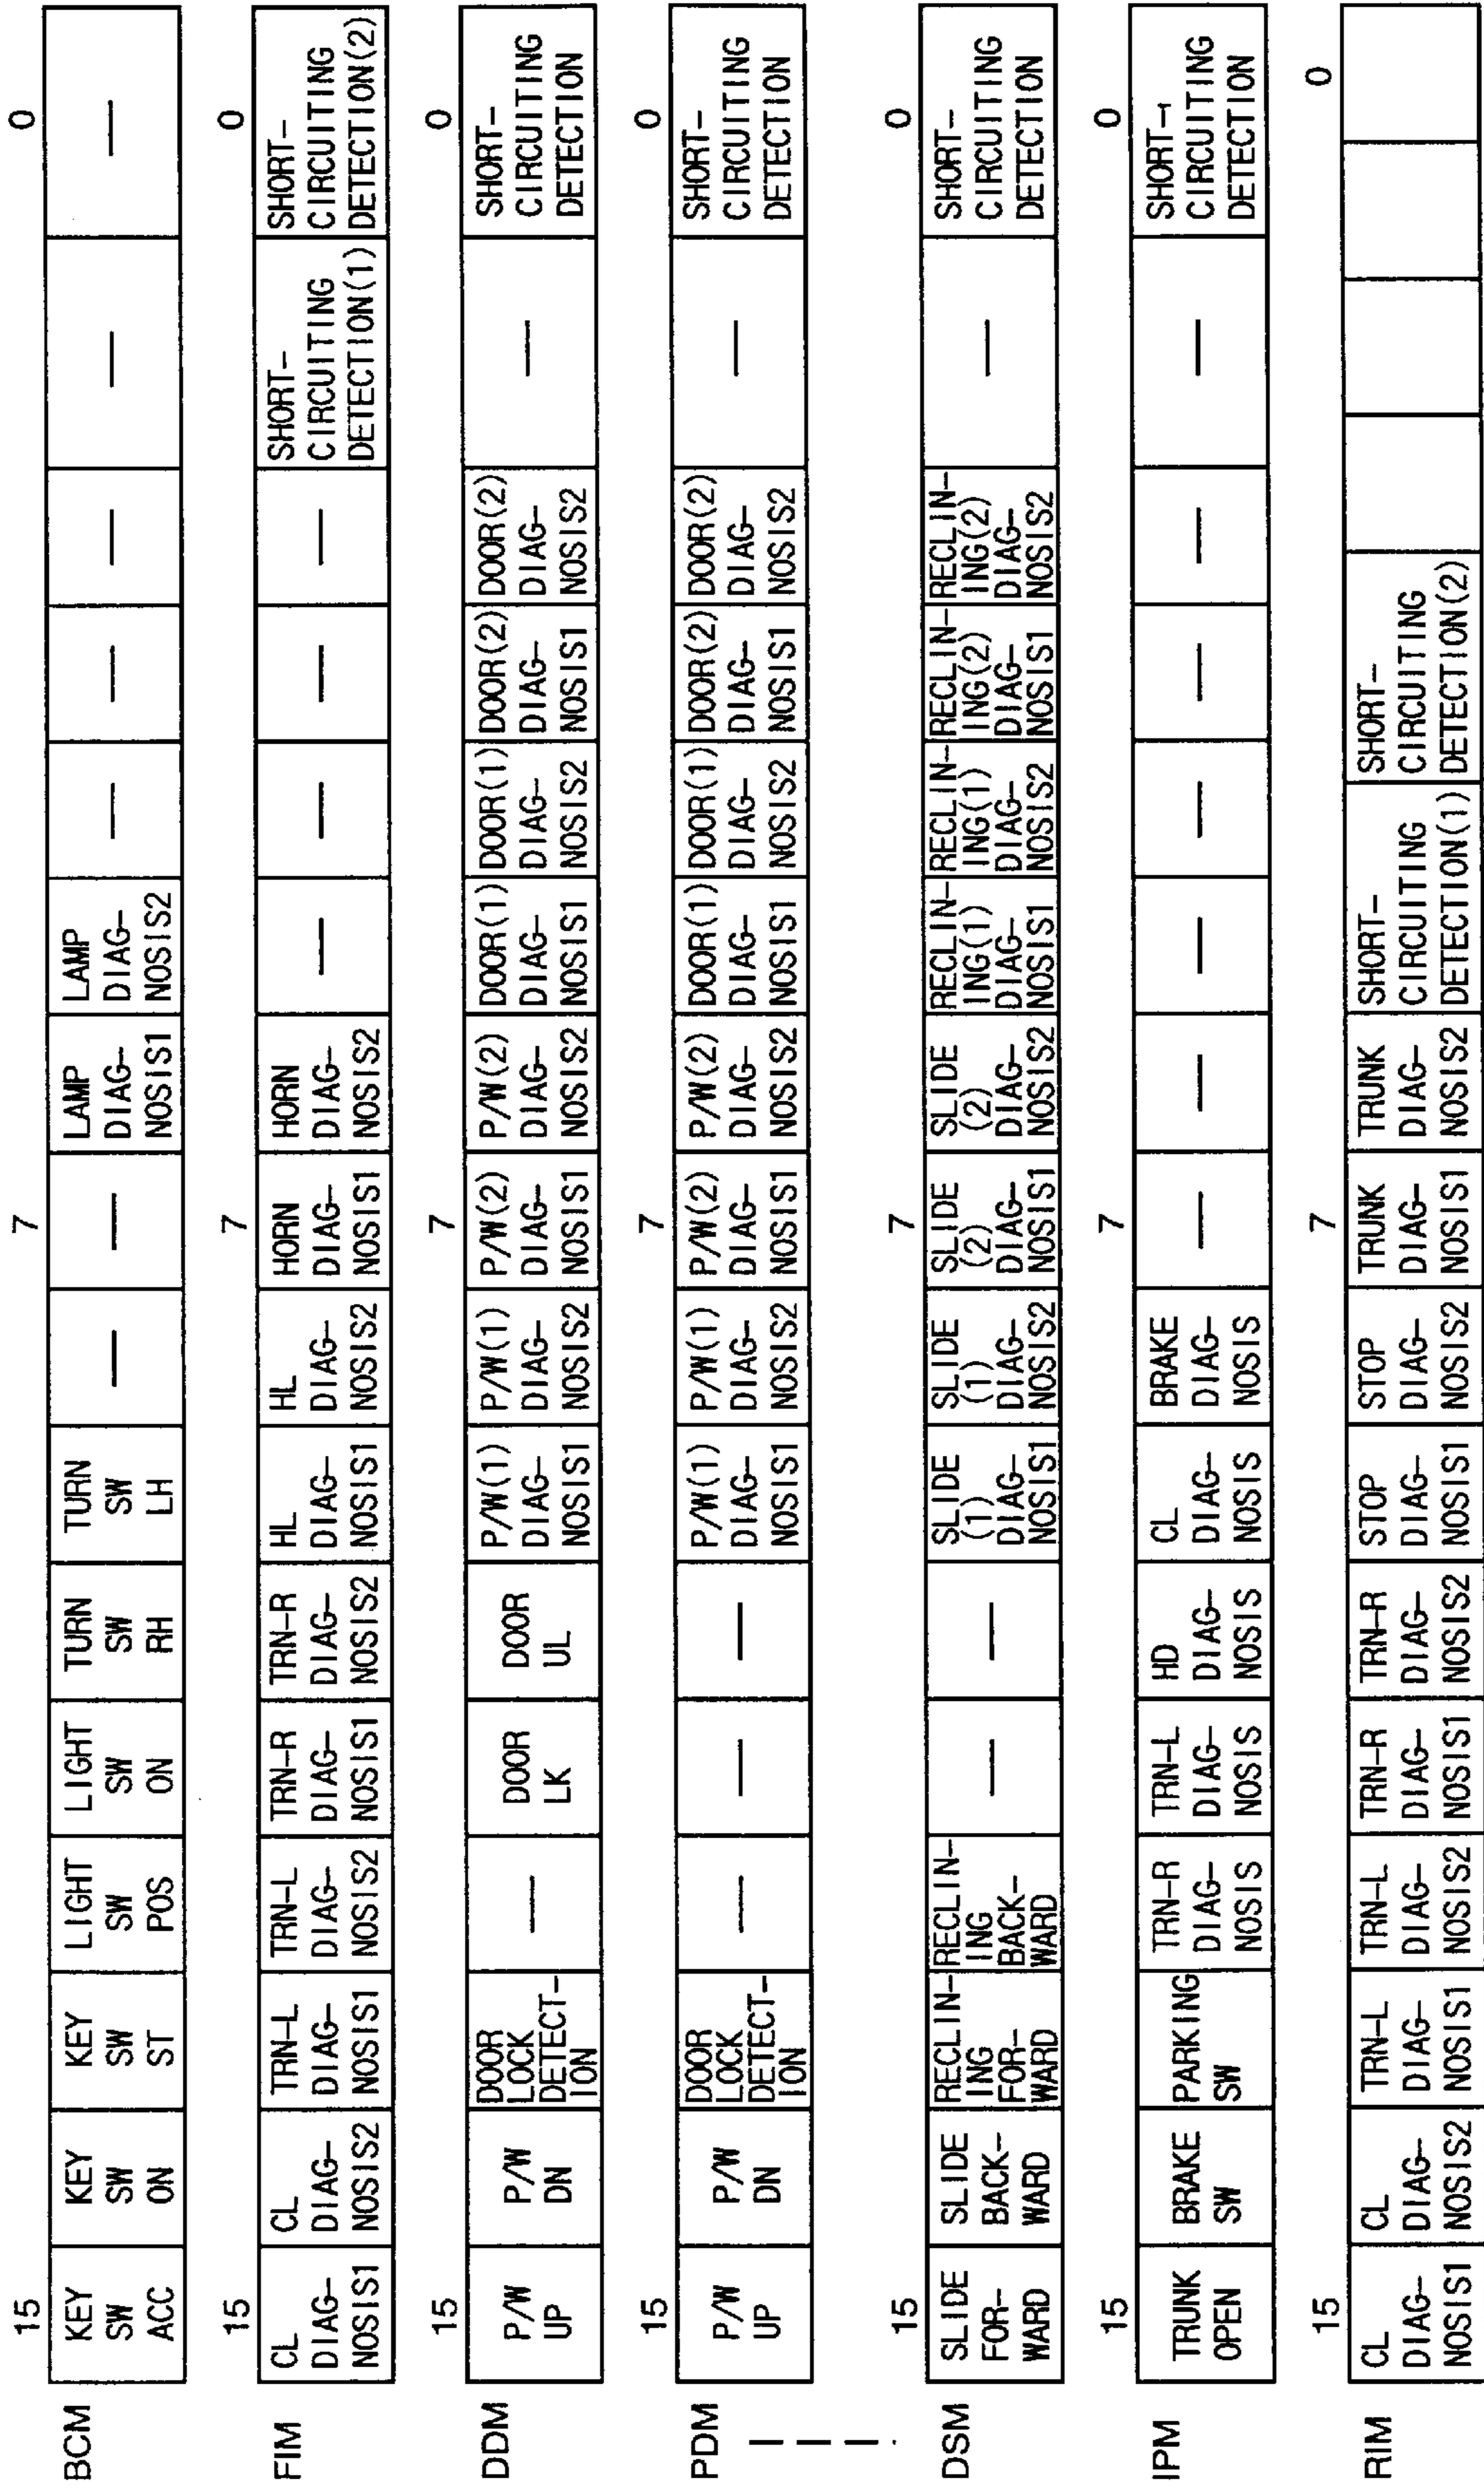 15 7 0
BCM
KEY SW ACC
KEY SW ON
KEY SW ST
LIGHT SW POS
LIGHT SW ON
TURN SW RH
TURN SW LH
—
—
LAMP DIAG– NOSIS1
LAMP DIAG– NOSIS2
—
—
—
—
—
15 7 0
FIM
CL DIAG– NOSIS1
CL DIAG– NOSIS2
TRN–L DIAG– NOSIS1
TRN–L DIAG– NOSIS2
TRN–R DIAG– NOSIS1
TRN–R DIAG– NOSIS2
HL DIAG– NOSIS1
HL DIAG– NOSIS2
HORN DIAG– NOSIS1
HORN DIAG– NOSIS2
—
—
—
—
SHORT– CIRCUITING DETECTION(1)
SHORT– CIRCUITING DETECTION(2)
15 7 0
DDM
P/W UP
P/W DN
DOOR LOCK DETECT– ION
—
DOOR LK
DOOR UL
P/W(1) DIAG– NOSIS1
P/W(1) DIAG– NOSIS2
P/W(2) DIAG– NOSIS1
P/W(2) DIAG– NOSIS2
DOOR(1) DIAG– NOSIS1
DOOR(1) DIAG– NOSIS2
DOOR(2) DIAG– NOSIS1
DOOR(2) DIAG– NOSIS2
—
SHORT– CIRCUITING DETECTION
15 7 0
PDM
P/W UP
P/W DN
DOOR LOCK DETECT– ION
—
—
—
P/W(1) DIAG– NOSIS1
P/W(1) DIAG– NOSIS2
P/W(2) DIAG– NOSIS1
P/W(2) DIAG– NOSIS2
DOOR(1) DIAG– NOSIS1
DOOR(1) DIAG– NOSIS2
DOOR(2) DIAG– NOSIS1
DOOR(2) DIAG– NOSIS2
—
SHORT– CIRCUITING DETECTION
15 7 0
DSM
SLIDE FOR– WARD
SLIDE BACK– WARD
RECLIN– ING FOR– WARD
RECLIN– ING BACK– WARD
—
—
SLIDE (1) DIAG– NOSIS1
SLIDE (1) DIAG– NOSIS2
SLIDE (2) DIAG– NOSIS1
SLIDE (2) DIAG– NOSIS2
RECLIN– ING(1) DIAG– NOSIS1
RECLIN– ING(1) DIAG– NOSIS2
RECLIN– ING(2) DIAG– NOSIS1
RECLIN– ING(2) DIAG– NOSIS2
—
SHORT– CIRCUITING DETECTION
15 7 0
IPM
TRUNK OPEN
BRAKE SW
PARKING SW
TRN–R DIAG– NOSIS
TRN–L DIAG– NOSIS
HD DIAG– NOSIS
CL DIAG– NOSIS
BRAKE DIAG– NOSIS
—
—
—
—
—
—
—
SHORT– CIRCUITING DETECTION
15 7 0
RIM
CL DIAG– NOSIS1
CL DIAG– NOSIS2
TRN–L DIAG– NOSIS1
TRN–L DIAG– NOSIS2
TRN–R DIAG– NOSIS1
TRN–R DIAG– NOSIS2
STOP DIAG– NOSIS1
STOP DIAG– NOSIS2
TRUNK DIAG– NOSIS1
TRUNK DIAG– NOSIS2
SHORT– CIRCUITING DETECTION(1)
SHORT– CIRCUITING DETECTION(2)